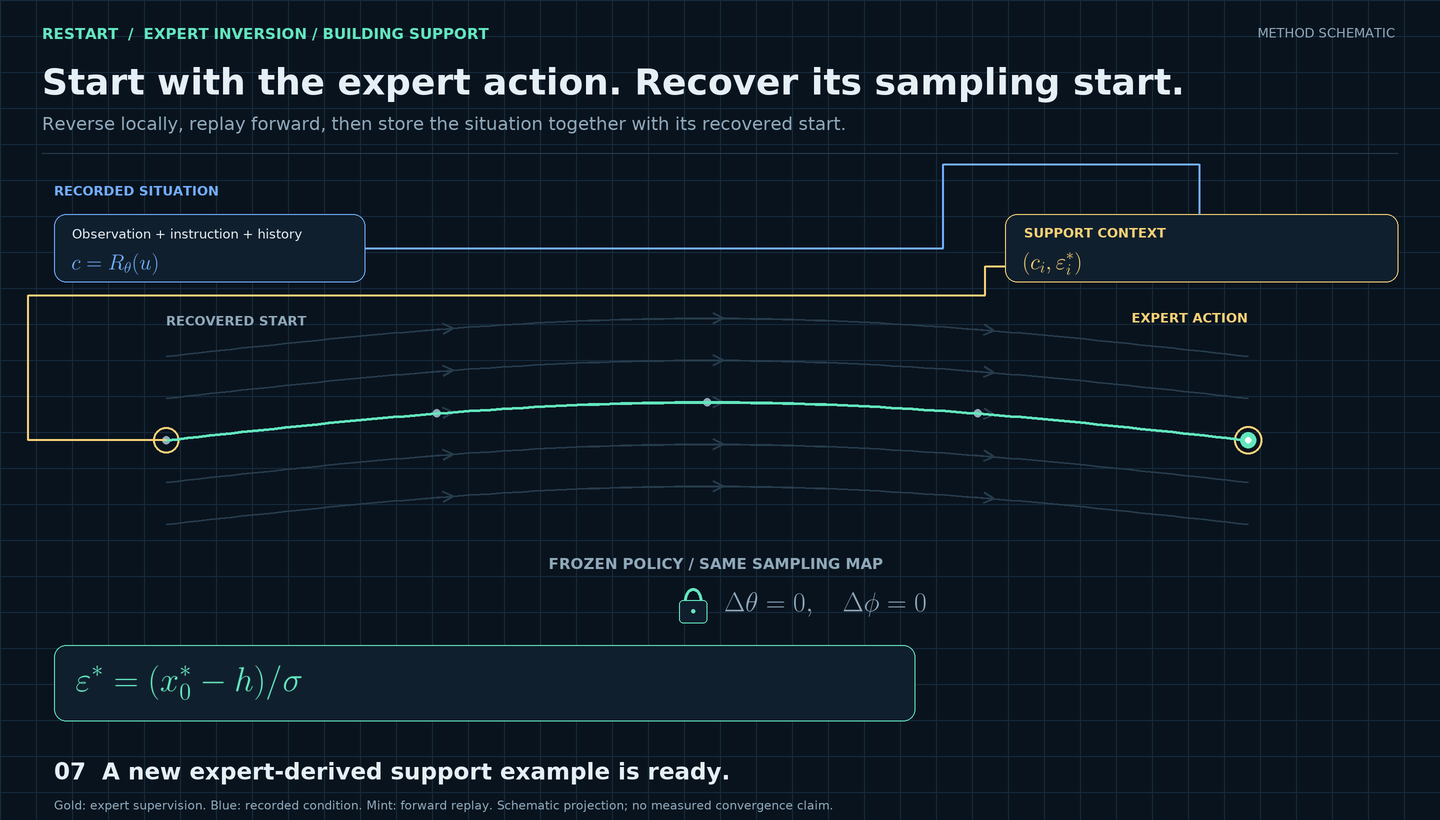 RESTART / EXPERT INVERSION / BUILDING SUPPORT
METHOD SCHEMATIC
Start with the expert action. Recover its sampling start.
Reverse locally, replay forward, then store the situation together with its recovered start.
RECORDED SITUATION
Observation + instruction + history
c = R_θ(u)
SUPPORT CONTEXT
(c_i, ε_i^*)
RECOVERED START
EXPERT ACTION
FROZEN POLICY / SAME SAMPLING MAP
Δθ = 0, Δϕ = 0
ε^* = (x_0^* − h)/σ
07 A new expert-derived support example is ready.
Gold: expert supervision. Blue: recorded condition. Mint: forward replay. Schematic projection; no measured convergence claim.